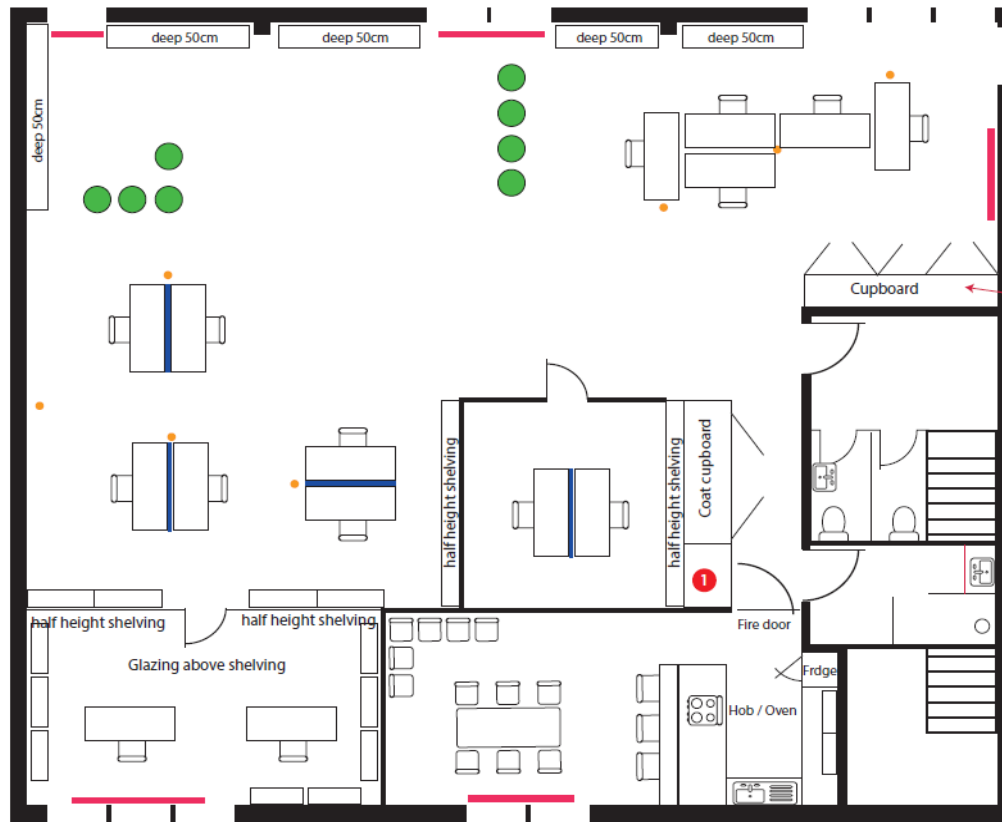 deep 50cm
deep 50cm
deep 50cm
deep 50cm
deep 50cm
Cupboard
half height shelving
half height shelving
Coat cupboard
1
half height shelving
half height shelving
Fire door
Glazing above shelving
Frdge
Hob / Oven